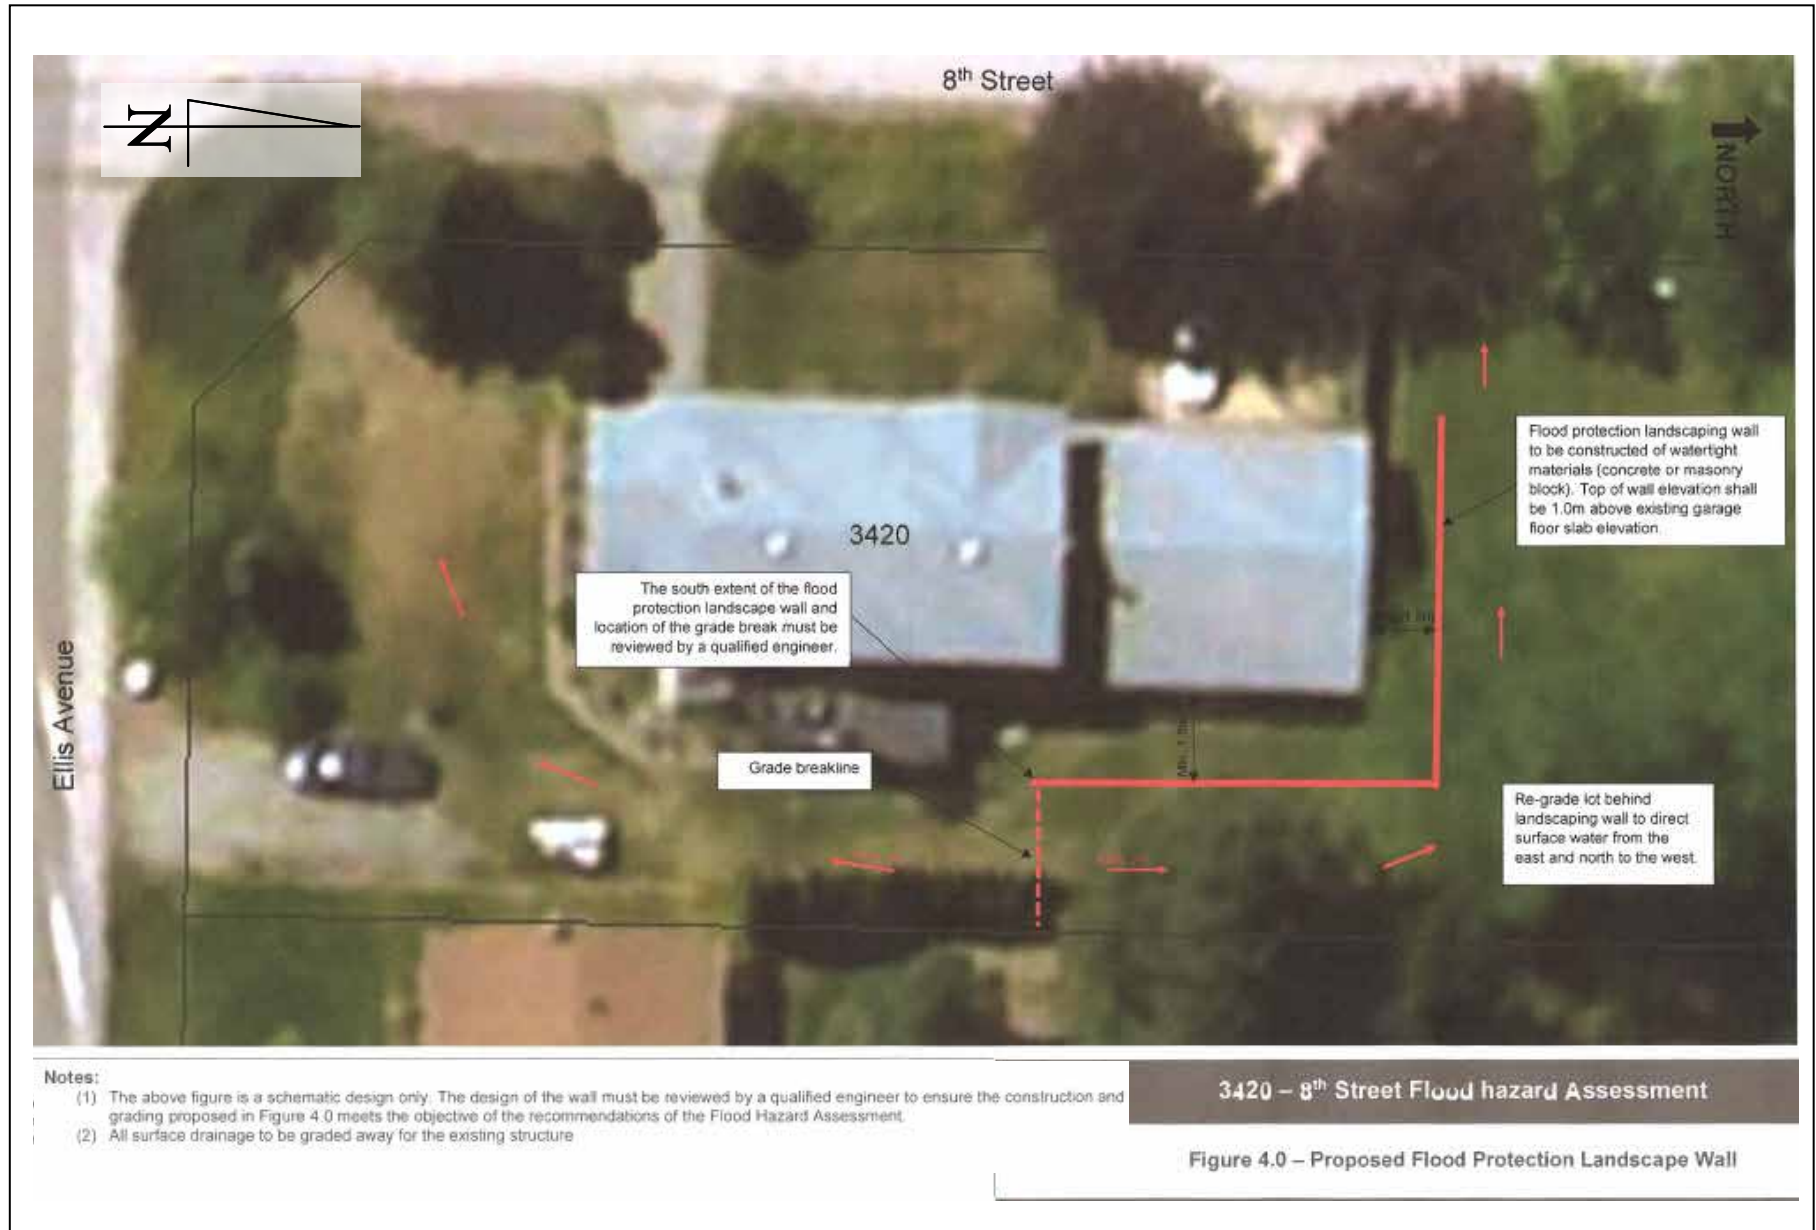 8th Street
N
NORTH
Flood protection landscaping wall
to be constructed of watertight
materials (concrete or masonry
block). Top of wall elevation shall
be 1.0m above existing garage
floor slab elevation
3420
The south extent of the flood
protection landscape wall and
location of the grade break must be
reviewed by a qualified engineer.
Ellis Avenue
Grade breakline
Re-grade lot behind
landscaping wall to direct
surface water from the
east and north to the west.
Notes:
(1) The above figure is a schematic design only. The design of the wall must be reviewed by a qualified engineer to ensure the construction and
grading proposed in Figure 4.0 meets the objective of the recommendations of the Flood Hazard Assessment.
(2) All surface drainage to be graded away for the existing structure
3420 – 8th Street Flood hazard Assessment
Figure 4.0 – Proposed Flood Protection Landscape Wall